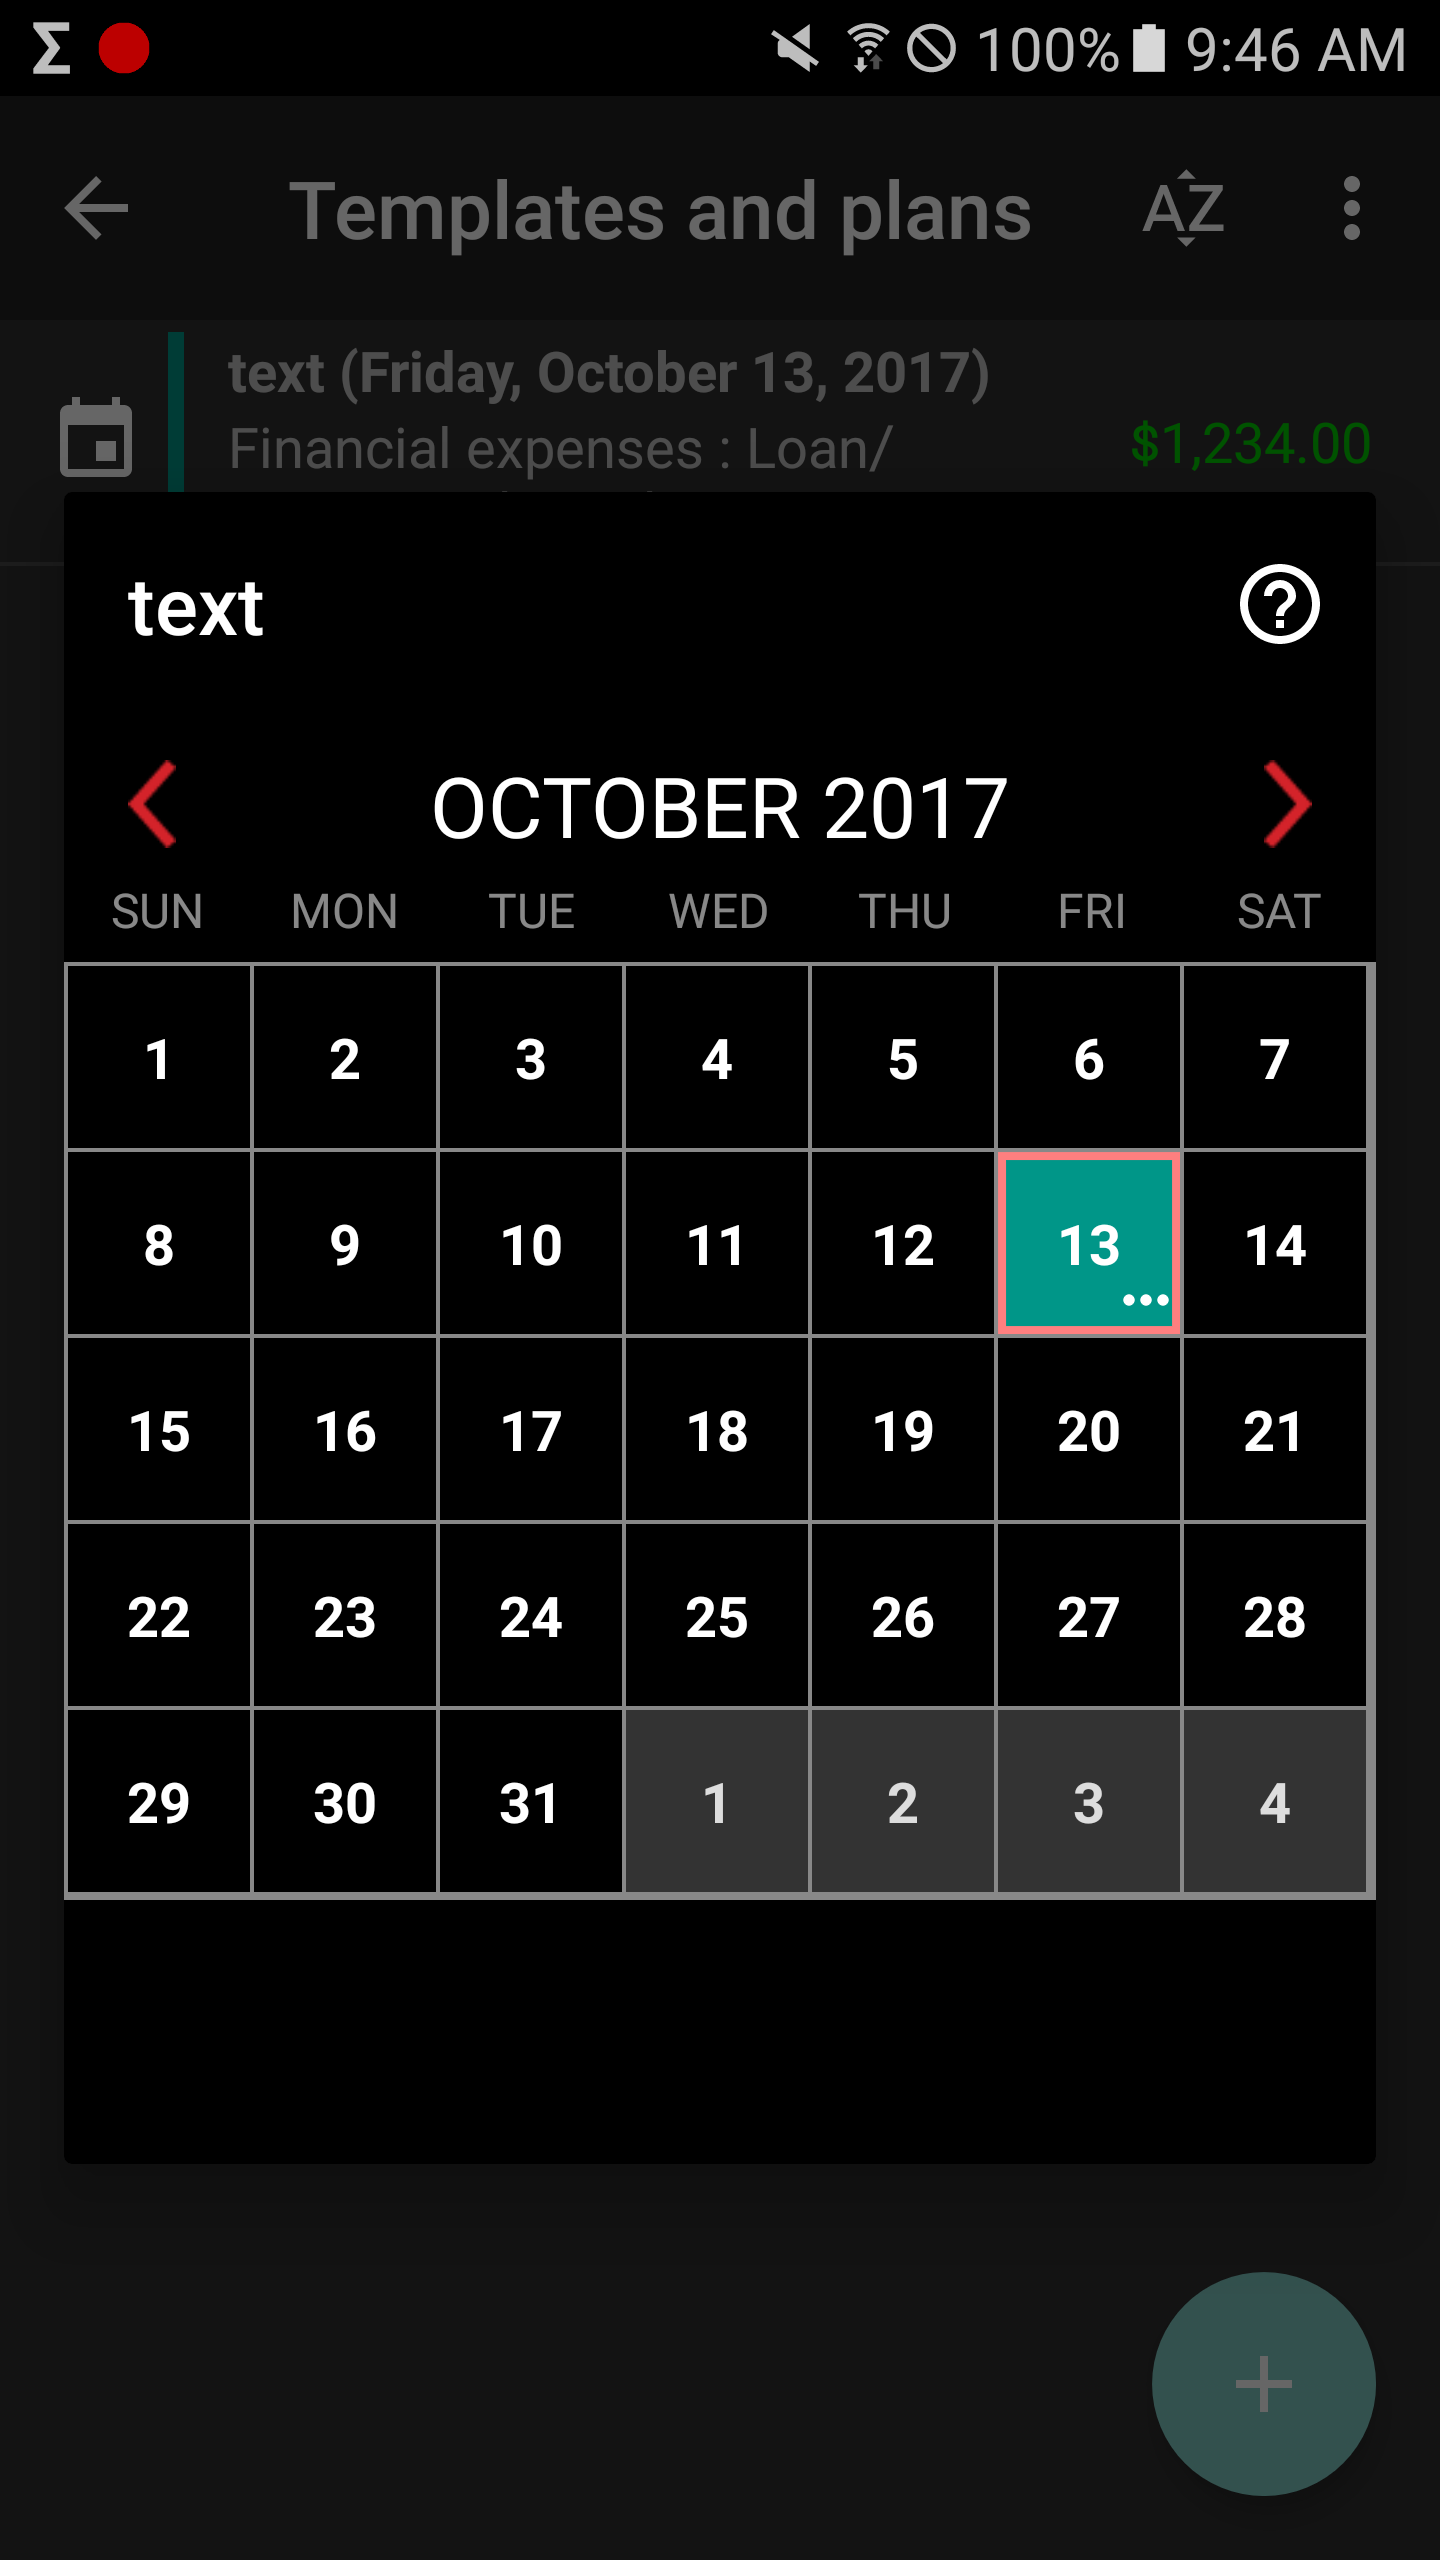 Σ 100% 9:46 AM
Templates and plans AZ
text (Friday, October 13, 2017)
Financial expenses : Loan/
$1,234.00
text
OCTOBER 2017
SUN MON TUE WED THU FRI SAT
1 2 3 4 5 6 7
8 9 10 11 12 13 14
15 16 17 18 19 20 21
22 23 24 25 26 27 28
29 30 31 1 2 3 4